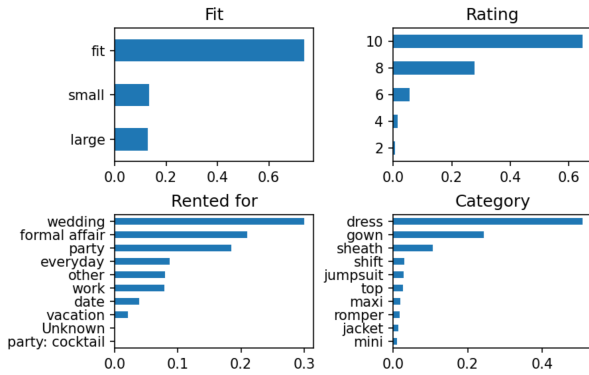 Fit
fit
small
large
0.0 0.2 0.4 0.6
Rating
10
8
6
4
2
0.0 0.2 0.4 0.6
Rented for
wedding
formal affair
party
everyday
other
work
date
vacation
Unknown
party: cocktail
0.0 0.1 0.2 0.3
Category
dress
gown
sheath
shift
jumpsuit
top
maxi
romper
jacket
mini
0.0 0.2 0.4